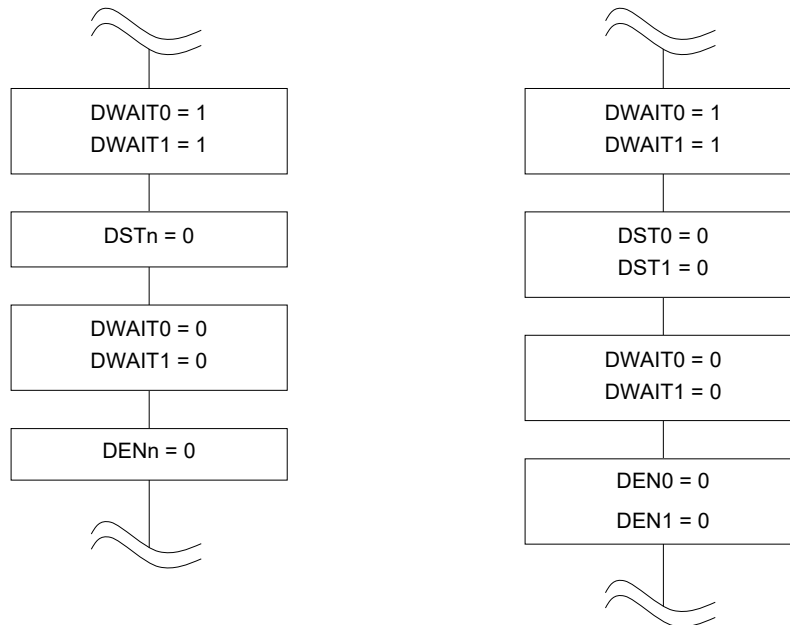 DWAIT0 = 1
DWAIT1 = 1
DSTn = 0
DWAIT0 = 0
DWAIT1 = 0
DENn = 0
DWAIT0 = 1
DWAIT1 = 1
DST0 = 0
DST1 = 0
DWAIT0 = 0
DWAIT1 = 0
DEN0 = 0
DEN1 = 0